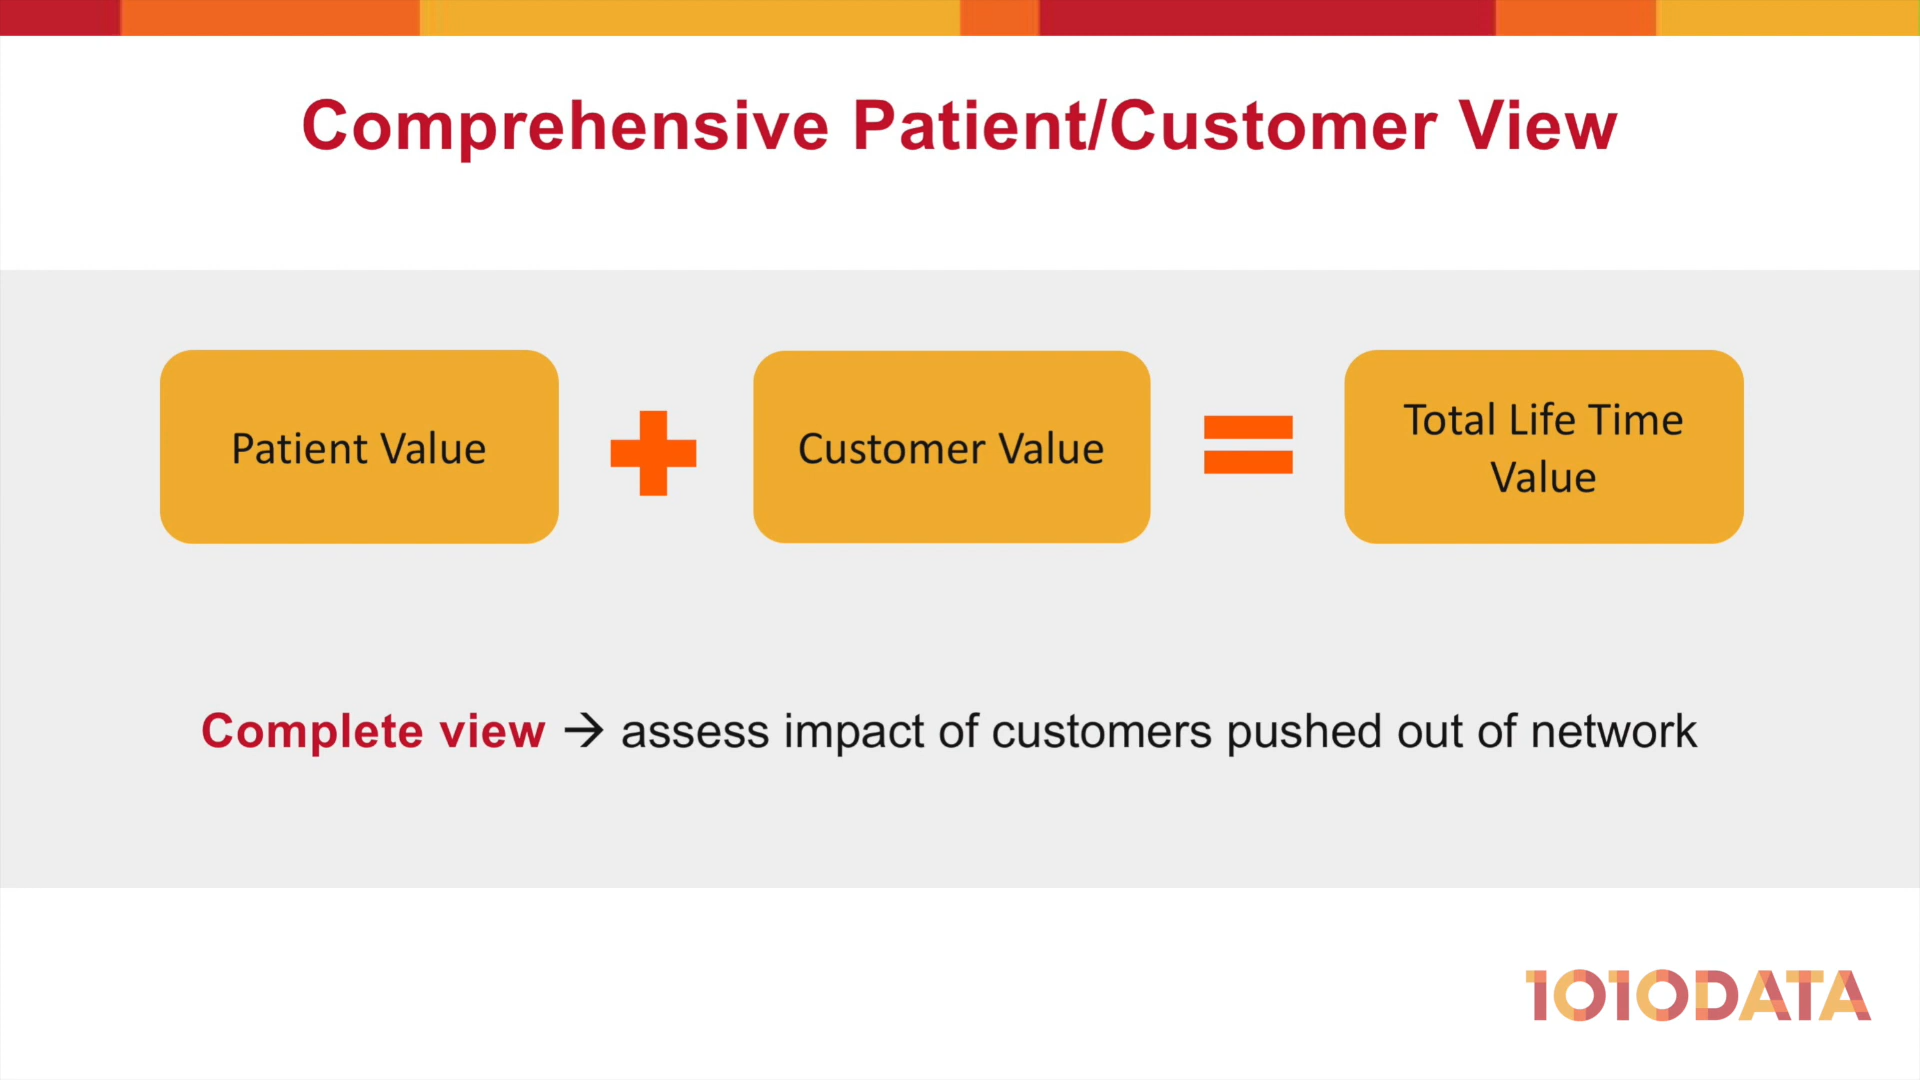 Comprehensive Patient/Customer View
Patient Value
Customer Value
Total Life Time
Value
Complete view → assess impact of customers pushed out of network
1010DATA